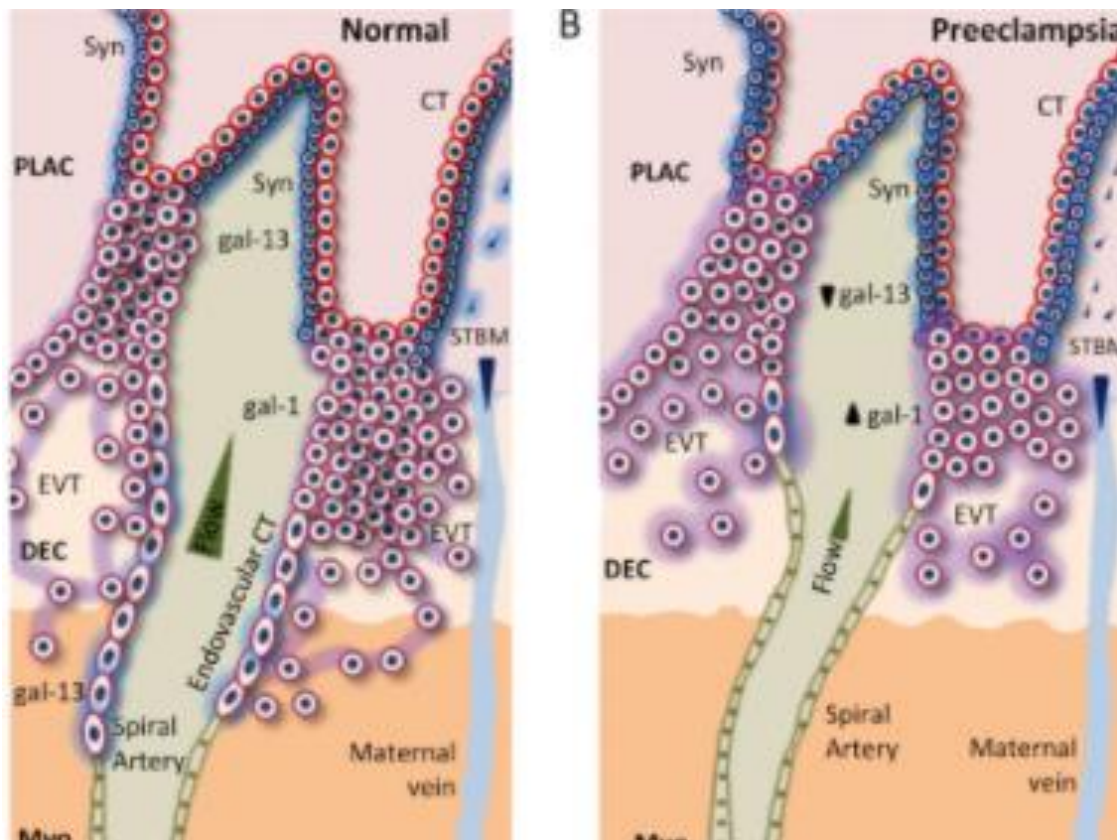 Normal
Syn
CT
PLAC
Syn
gal-13
STBM
gal-1
EVT
Flow
EVT
DEC
Endovascular CT
gal-13
Spiral
Artery
Maternal
vein
B
Preeclampsia
Syn
CT
PLAC
Syn
gal-13
STBM
gal-1
EVT
EVT
DEC
Flow
Spiral
Artery
Maternal
vein